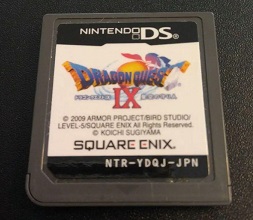 NINTENDO DS
DRAGON QUEST
IX
© 2009 ARMOR PROJECT/BIRD STUDIO/
LEVEL-5/SQUARE ENIX All Rights Reserved.
© KOICHI SUGIYAMA
SQUARE ENIX
NTR-YDQJ-JPN